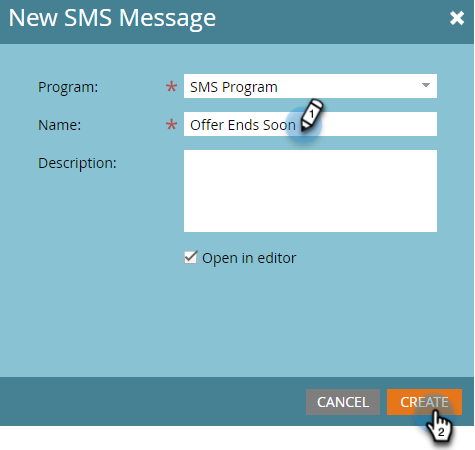 New SMS Message
Program: * SMS Program
Name: * Offer Ends Soon 1
Description:
Open in editor
CANCEL CREATE
2